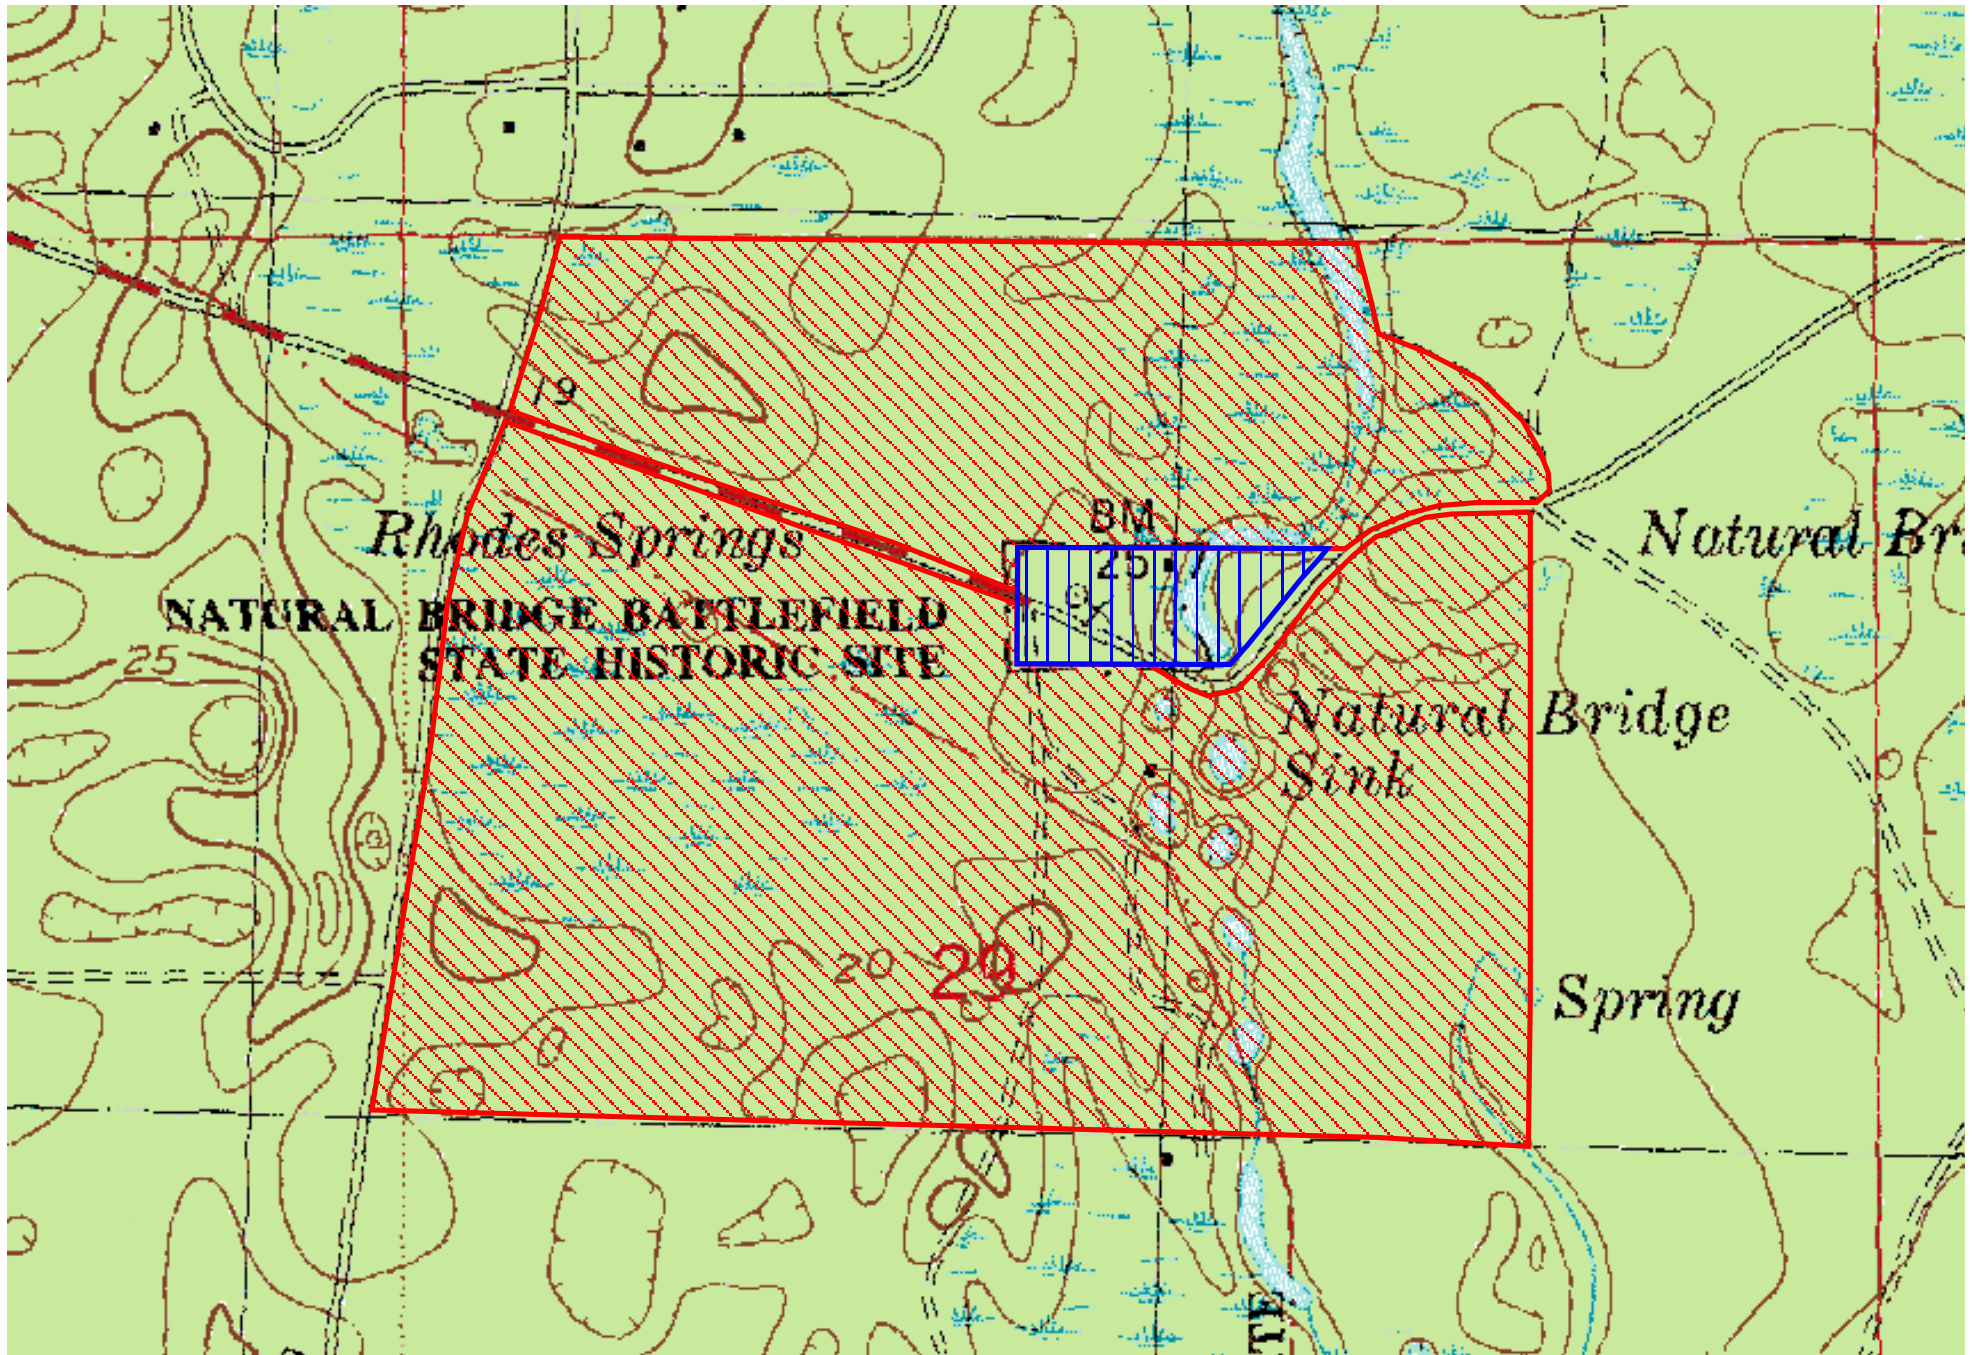 19
BM
25
Rhodes Springs
Natural Br
NATURAL BRIDGE BATTLEFIELD
STATE HISTORIC SITE
25
Natural Bridge
Sink
20
29
Spring
TE